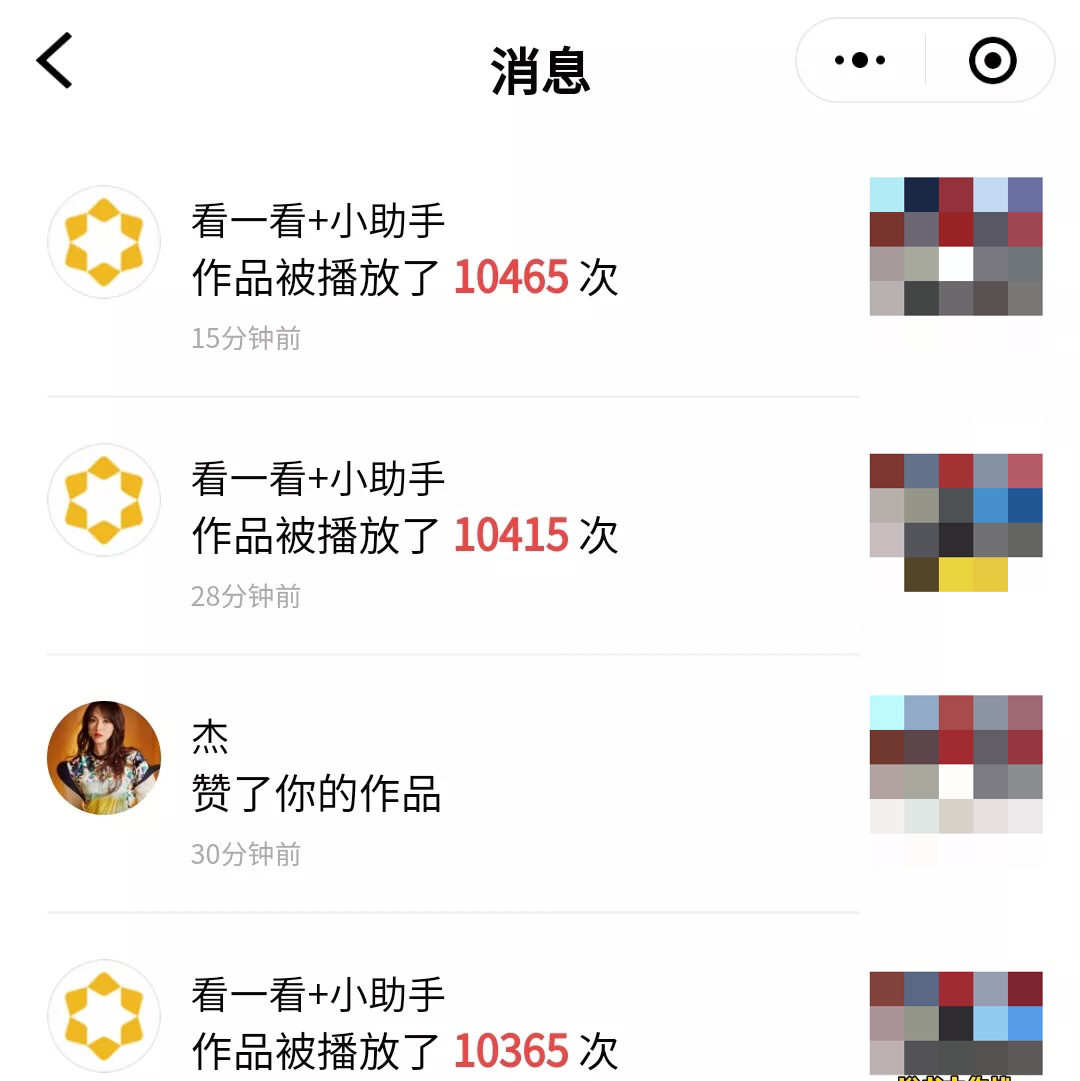 消息
看一看+小助手
作品被播放了 10465 次
15分钟前
看一看+小助手
作品被播放了 10415 次
28分钟前
杰
赞了你的作品
30分钟前
看一看+小助手
作品被播放了 10365 次